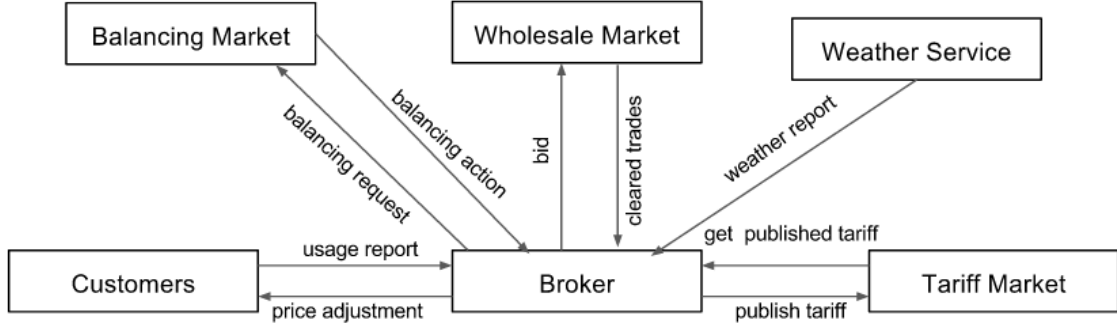 Balancing Market
Wholesale Market
Weather Service
balancing action
balancing request
bid
cleared trades
weather report
usage report
get published tariff
Customers
Broker
Tariff Market
price adjustment
publish tariff